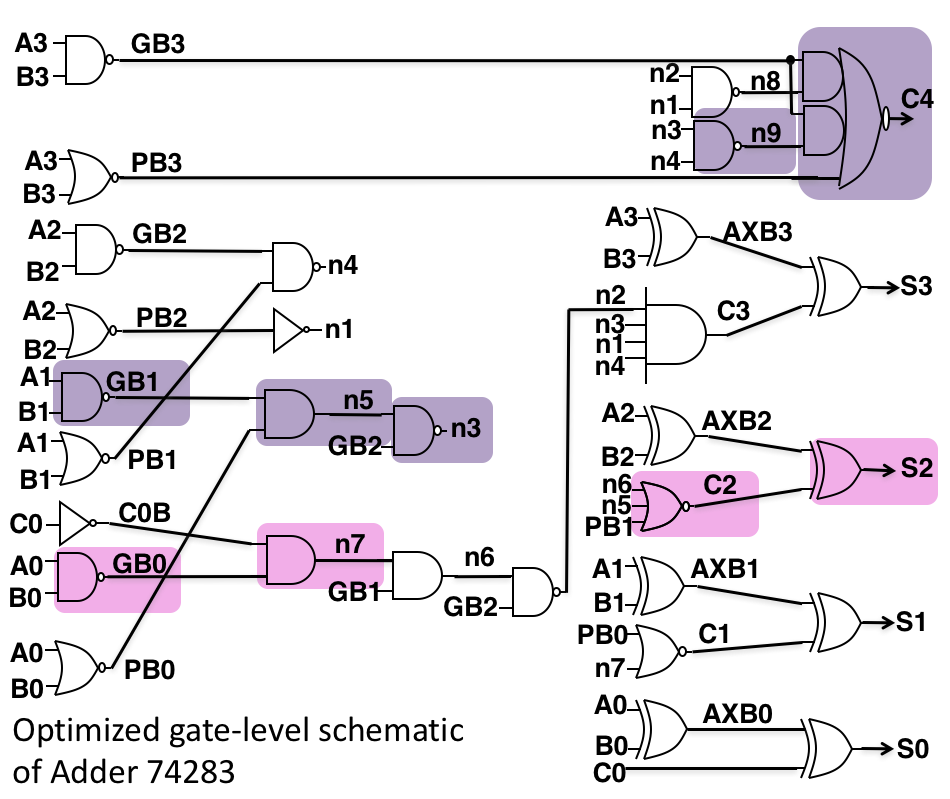 A3
B3
GB3
A3
B3
PB3
A2
B2
GB2
n4
A2
B2
PB2
n1
A1
B1
GB1
n5
GB2
n3
A1
B1
PB1
C0
C0B
A0
B0
GB0
n7
GB1
n6
GB2
A0
B0
PB0
n2
n1
n8
n3
n4
n9
C4
A3
B3
AXB3
S3
n2
n3
n1
n4
C3
A2
B2
AXB2
S2
n6
n5
PB1
C2
A1
B1
AXB1
S1
PB0
n7
C1
A0
B0
AXB0
C0
S0
Optimized gate-level schematic
of Adder 74283